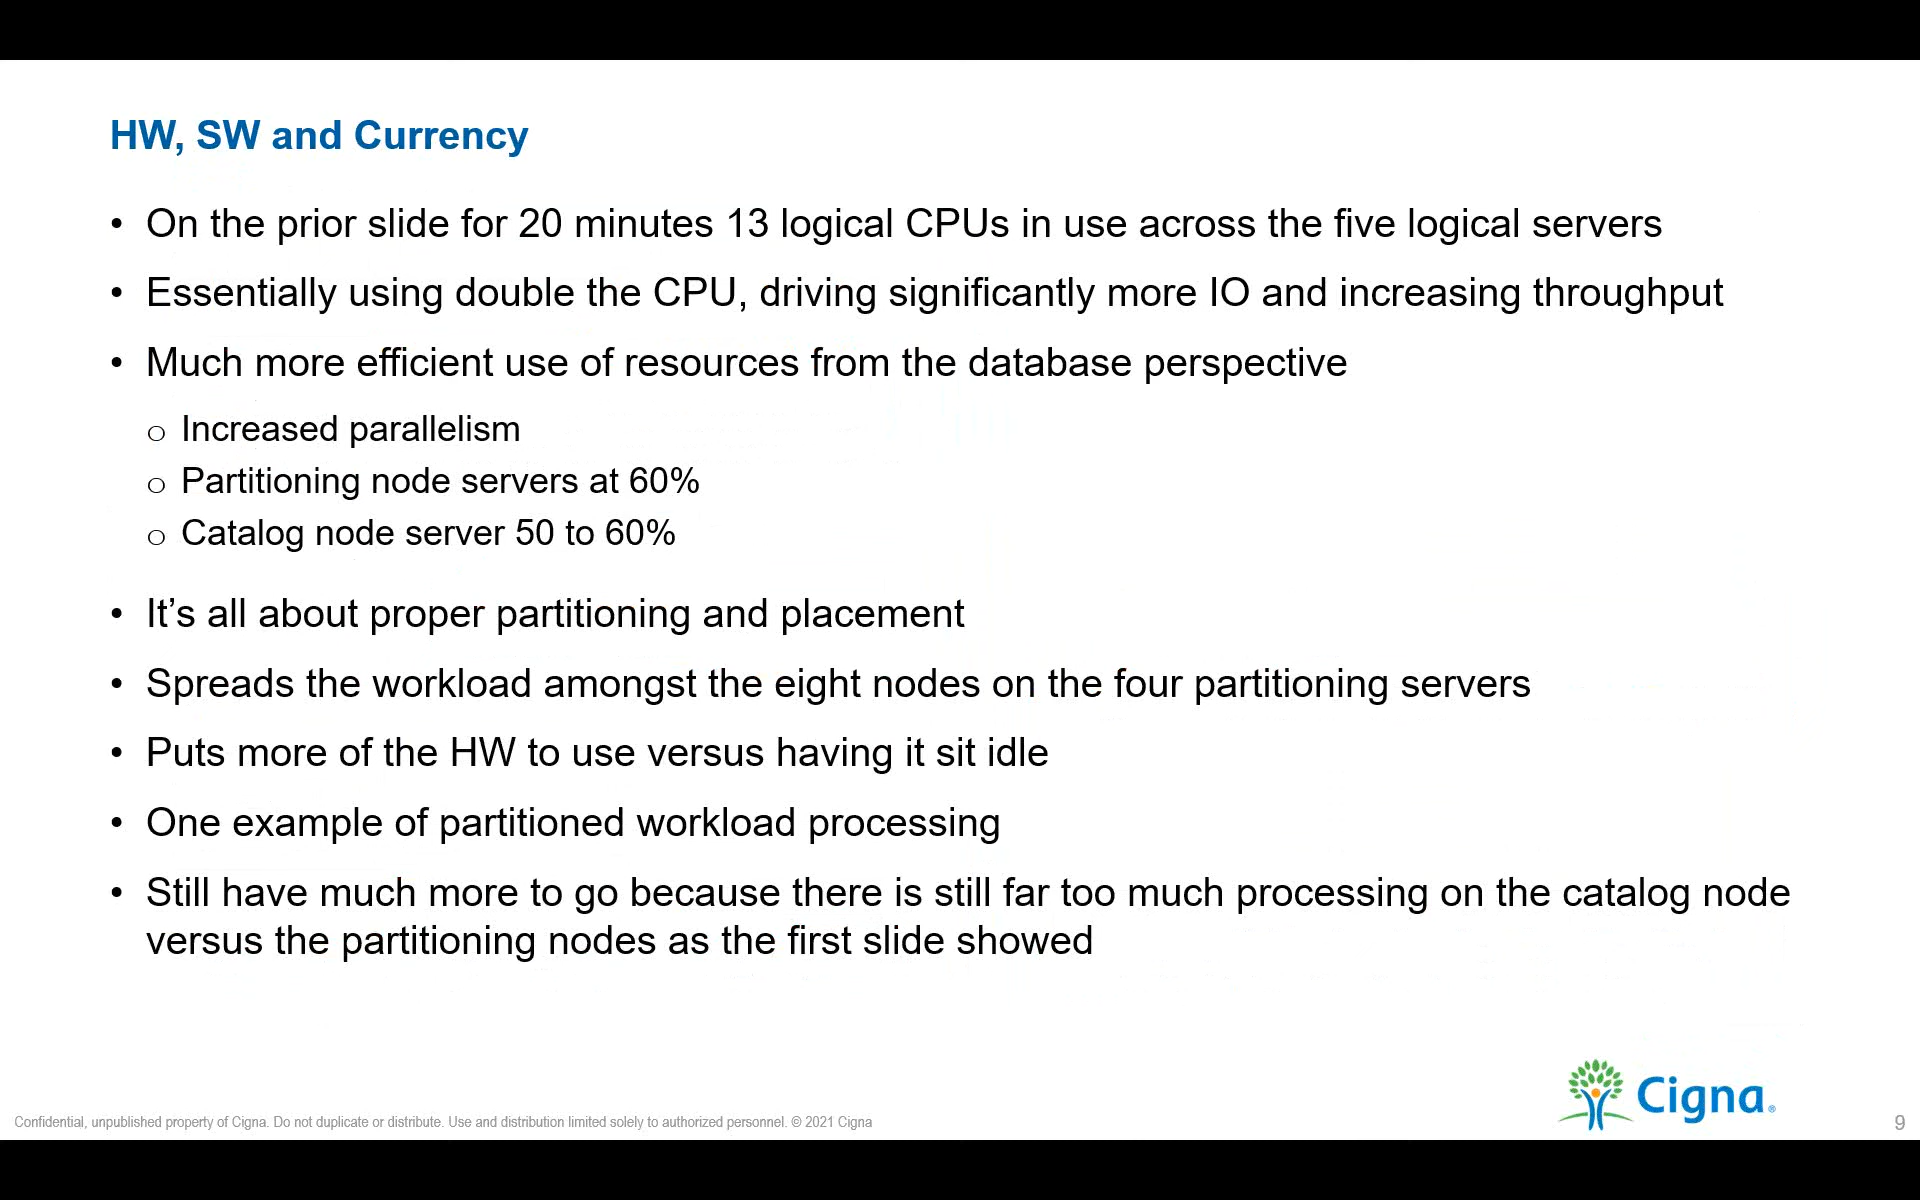 HW, SW and Currency
• On the prior slide for 20 minutes 13 logical CPUs in use across the five logical servers
• Essentially using double the CPU, driving significantly more IO and increasing throughput
• Much more efficient use of resources from the database perspective
o Increased parallelism
o Partitioning node servers at 60%
o Catalog node server 50 to 60%
• It’s all about proper partitioning and placement
• Spreads the workload amongst the eight nodes on the four partitioning servers
• Puts more of the HW to use versus having it sit idle
• One example of partitioned workload processing
• Still have much more to go because there is still far too much processing on the catalog node
versus the partitioning nodes as the first slide showed
Cigna®
Confidential, unpublished property of Cigna. Do not duplicate or distribute. Use and distribution limited solely to authorized personnel. © 2021 Cigna
9